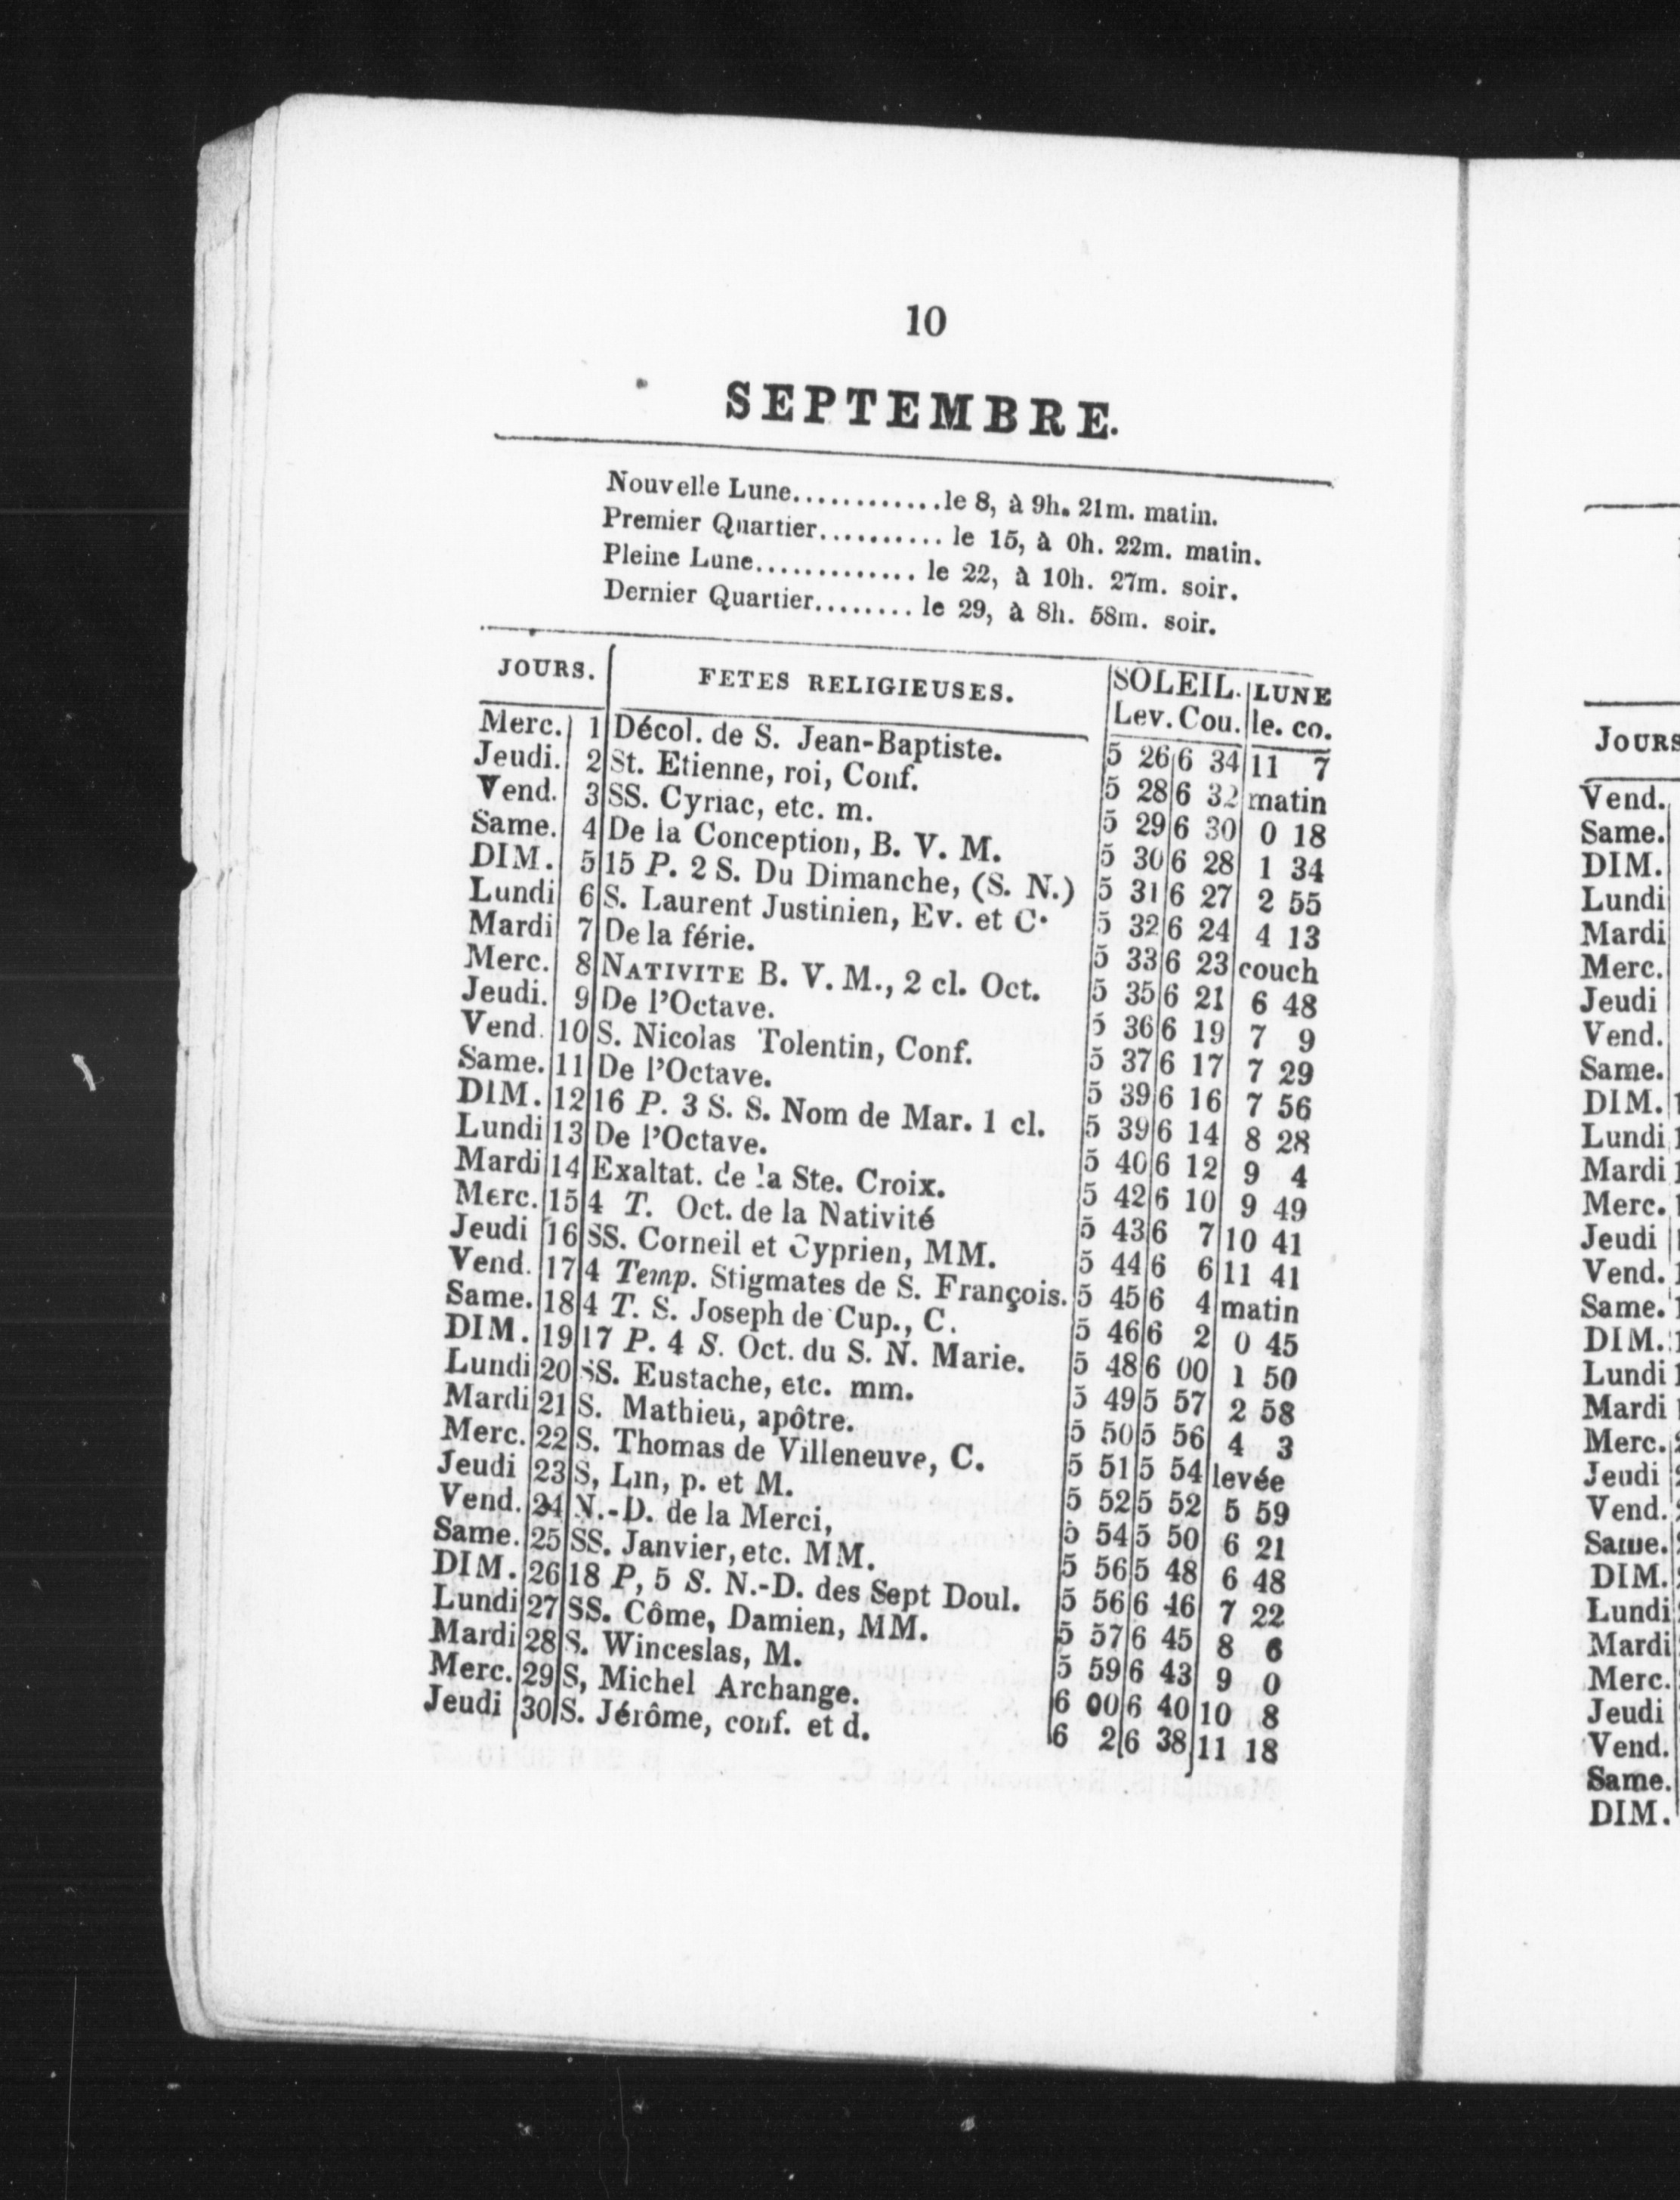 10
SEPTEMBRE.
Nouvelle Lune............le 8, à 9h. 21m. matin.
Premier Quartier.......... le 15, à 0h. 22m. matin.
Pleine Lune............. le 22, à 10h. 27m. soir.
Dernier Quartier........ le 29, à 8h. 58m. soir.
JOURS. FETES RELIGIEUSES. SOLEIL. LUNE
Lev. Cou. le. co.
Merc. 1 Décol. de S. Jean-Baptiste. 5 26 6 34 11 7
Jeudi. 2 St. Etienne, roi, Conf. 5 28 6 32 matin
Vend. 3 SS. Cyriac, etc. m. 5 29 6 30 0 18
Same. 4 De la Conception, B. V. M. 5 30 6 28 1 34
DIM. 5 15 P. 2 S. Du Dimanche, (S. N.) 5 31 6 27 2 55
Lundi 6 S. Laurent Justinien, Ev. et C. 5 32 6 24 4 13
Mardi 7 De la férie. 5 33 6 23 couch
Merc. 8 NATIVITE B. V. M., 2 cl. Oct. 5 35 6 21 6 48
Jeudi. 9 De l'Octave. 5 36 6 19 7 9
Vend. 10 S. Nicolas Tolentin, Conf. 5 37 6 17 7 29
Same. 11 De l'Octave. 5 39 6 16 7 56
DIM. 12 16 P. 3 S. S. Nom de Mar. 1 cl. 5 39 6 14 8 28
Lundi 13 De l'Octave. 5 40 6 12 9 4
Mardi 14 Exaltat. de la Ste. Croix. 5 42 6 10 9 49
Merc. 15 4 T. Oct. de la Nativité 5 43 6 7 10 41
Jeudi 16 SS. Corneil et Cyprien, MM. 5 44 6 6 11 41
Vend. 17 4 Temp. Stigmates de S. François. 5 45 6 4 matin
Same. 18 4 T. S. Joseph de Cup., C. 5 46 6 2 0 45
DIM. 19 17 P. 4 S. Oct. du S. N. Marie. 5 48 6 00 1 50
Lundi 20 SS. Eustache, etc. mm. 5 49 5 57 2 58
Mardi 21 S. Mathieu, apôtre. 5 50 5 56 4 3
Merc. 22 S. Thomas de Villeneuve, C. 5 51 5 54 levée
Jeudi 23 S, Lin, p. et M. 5 52 5 52 5 59
Vend. 24 N.-D. de la Merci, 5 54 5 50 6 21
Same. 25 SS. Janvier, etc. MM. 5 56 5 48 6 48
DIM. 26 18 P, 5 S. N.-D. des Sept Doul. 5 56 6 46 7 22
Lundi 27 SS. Côme, Damien, MM. 5 57 6 45 8 6
Mardi 28 S. Winceslas, M. 5 59 6 43 9 0
Merc. 29 S, Michel Archange. 6 00 6 40 10 8
Jeudi 30 S. Jérôme, conf. et d. 6 2 6 38 11 18
JOURS
Vend.
Same.
DIM.
Lundi
Mardi
Merc.
Jeudi
Vend.
Same.
DIM.
Lundi
Mardi
Merc.
Jeudi
Vend.
Same.
DIM.
Lundi
Mardi
Merc.
Jeudi
Vend.
Same.
DIM.
Lundi
Mardi
Merc.
Jeudi
Vend.
Same.
DIM.